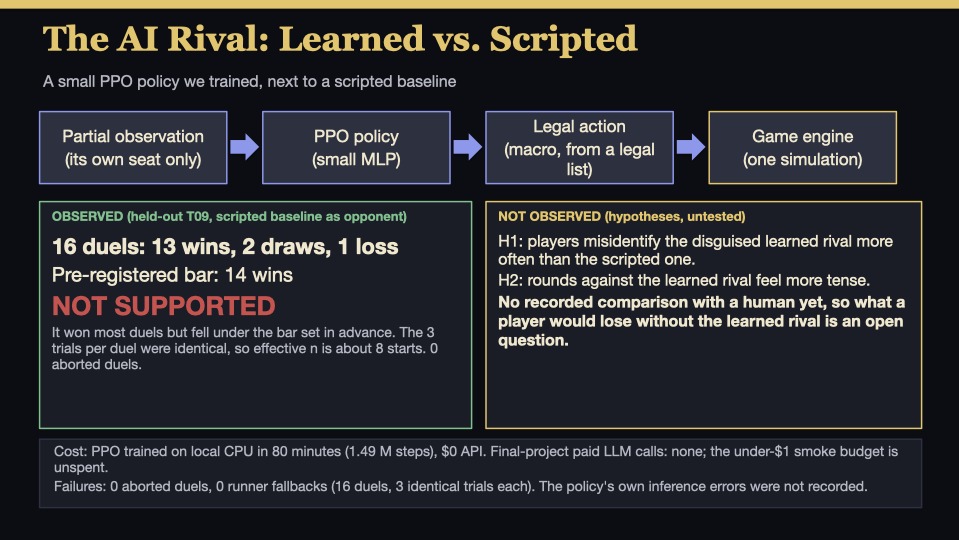 The AI Rival: Learned vs. Scripted
A small PPO policy we trained, next to a scripted baseline
Partial observation
(its own seat only)
PPO policy
(small MLP)
Legal action
(macro, from a legal
list)
Game engine
(one simulation)
OBSERVED (held-out T09, scripted baseline as opponent)
16 duels: 13 wins, 2 draws, 1 loss
Pre-registered bar: 14 wins
NOT SUPPORTED
It won most duels but fell under the bar set in advance. The 3
trials per duel were identical, so effective n is about 8 starts. 0
aborted duels.
NOT OBSERVED (hypotheses, untested)
H1: players misidentify the disguised learned rival more
often than the scripted one.
H2: rounds against the learned rival feel more tense.
No recorded comparison with a human yet, so what a
player would lose without the learned rival is an open
question.
Cost: PPO trained on local CPU in 80 minutes (1.49 M steps), $0 API. Final-project paid LLM calls: none; the under-$1 smoke budget is
unspent.
Failures: 0 aborted duels, 0 runner fallbacks (16 duels, 3 identical trials each). The policy's own inference errors were not recorded.